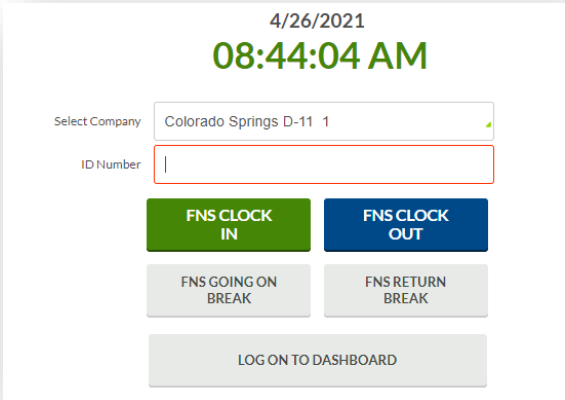 4/26/2021
08:44:04 AM
Select Company Colorado Springs D-11 1
ID Number
FNS CLOCK
IN
FNS CLOCK
OUT
FNS GOING ON
BREAK
FNS RETURN
BREAK
LOG ON TO DASHBOARD